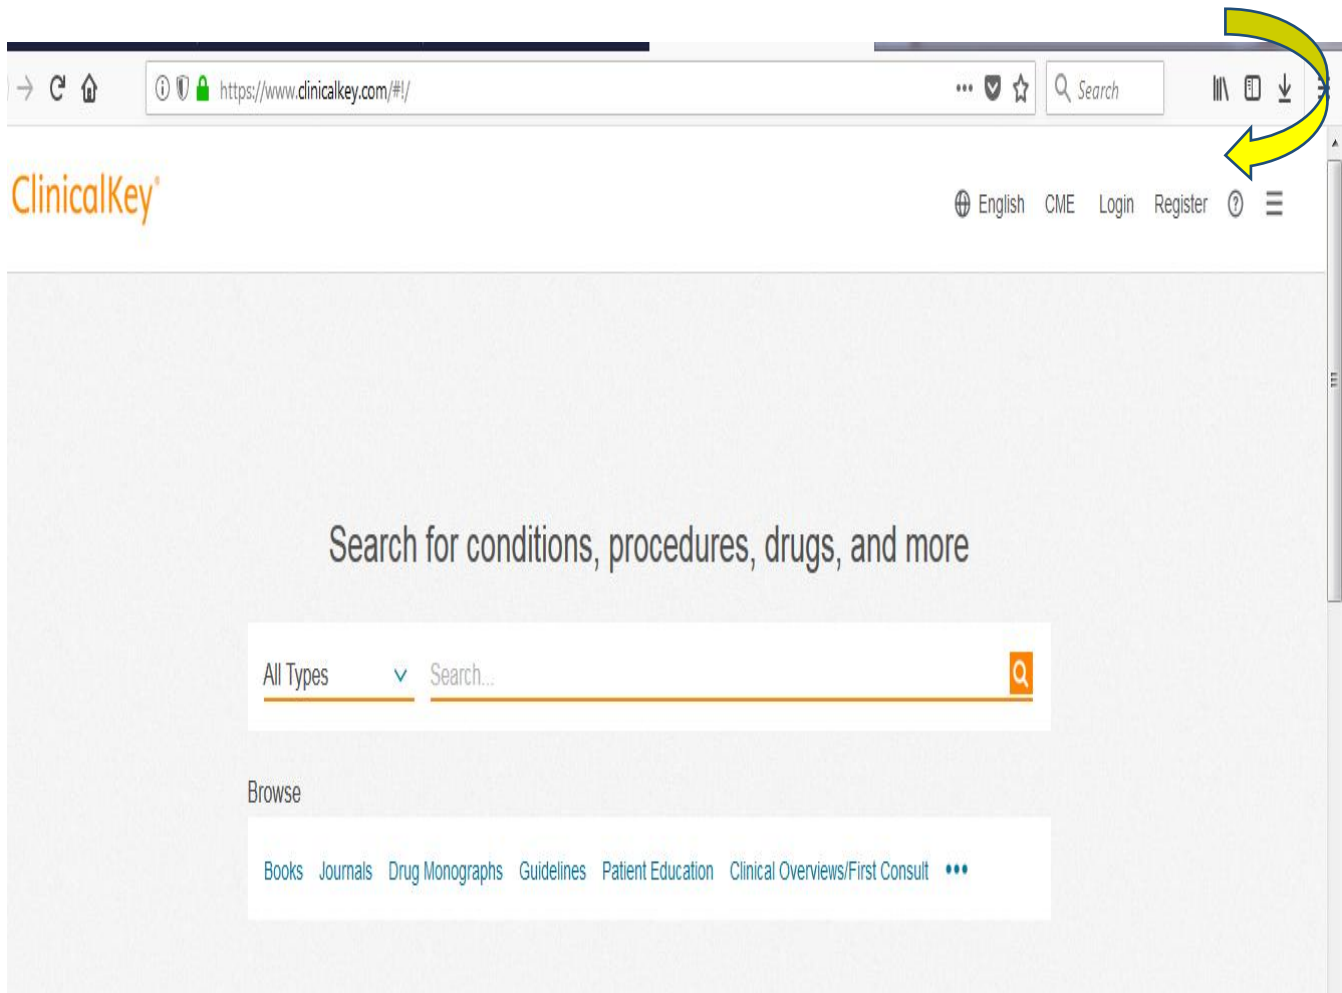 https://www.clinicalkey.com/#!/
Search
ClinicalKey®
English CME Login Register ?
Search for conditions, procedures, drugs, and more
All Types Search...
Browse
Books Journals Drug Monographs Guidelines Patient Education Clinical Overviews/First Consult •••